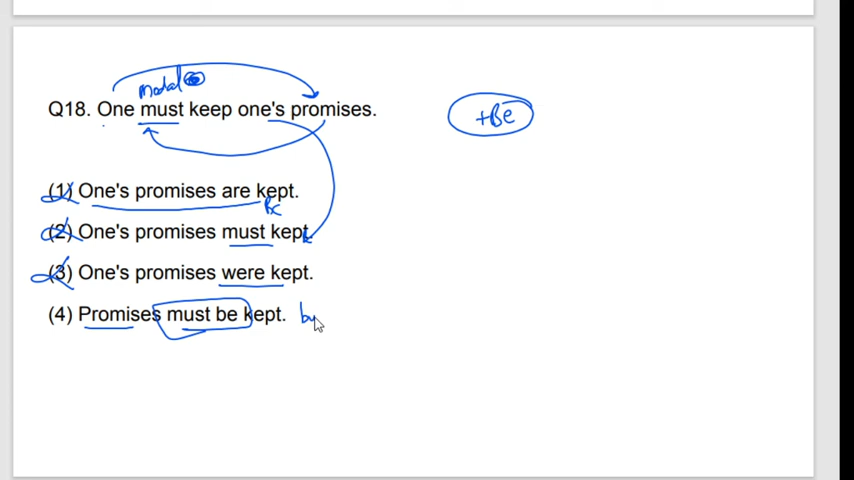 modal
Q18. One must keep one's promises.
+Be
(1) One's promises are kept.
Be
(2) One's promises must kept.
(3) One's promises were kept.
(4) Promises must be kept. by